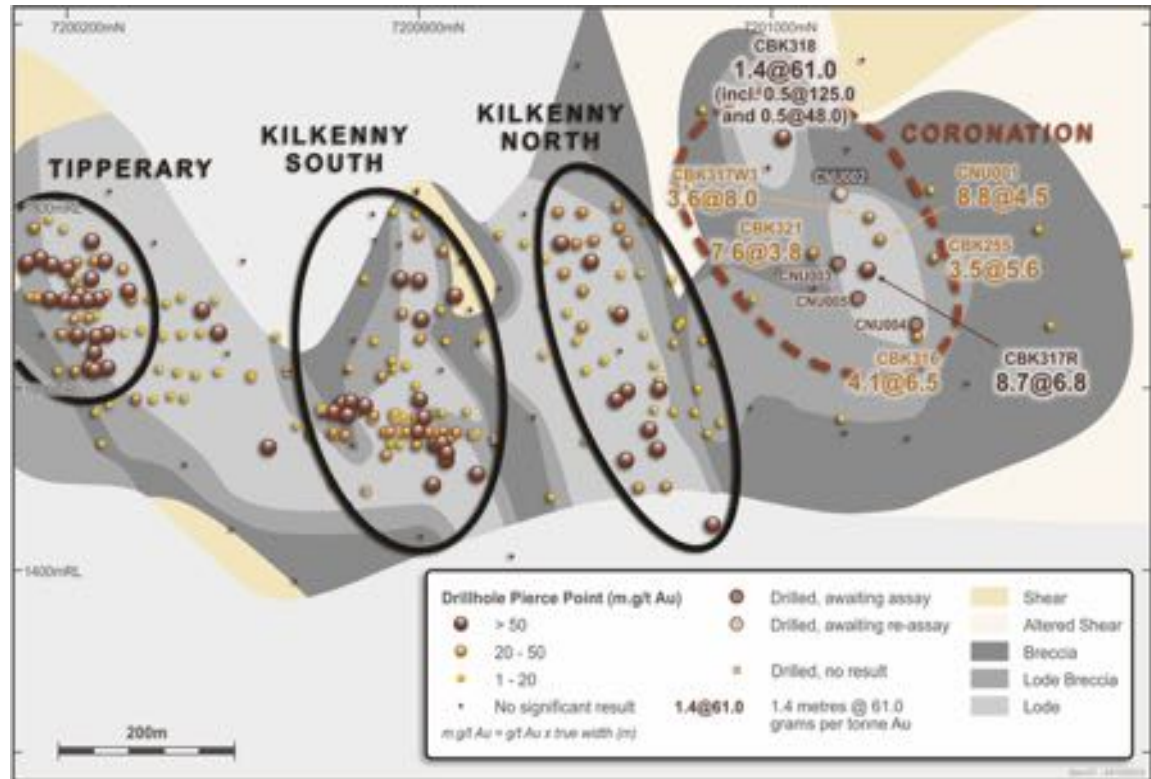 7200200mN
7200600mN
7201000mN
CBK318
1.4@61.0
(incl. 0.5@125.0
and 0.5@48.0)
KILKENNY
NORTH
KILKENNY
SOUTH
TIPPERARY
CORONATION
CBK317W3
3.6@8.0
CNU001
8.8@4.5
CBK321
7.6@3.8
CNU003
CNU005
CNU004
CBK255
3.5@5.6
CBK316
4.1@6.5
CBK317R
8.7@6.8
1400mRL
Drillhole Pierce Point (m.g/t Au)
> 50
20 - 50
1 - 20
No significant result
m.g/t Au = g/t Au x true width (m)
Drilled, awaiting assay
Drilled, awaiting re-assay
Drilled, no result
1.4@61.0
1.4 metres @ 61.0
grams per tonne Au
Shear
Altered Shear
Breccia
Lode Breccia
Lode
200m